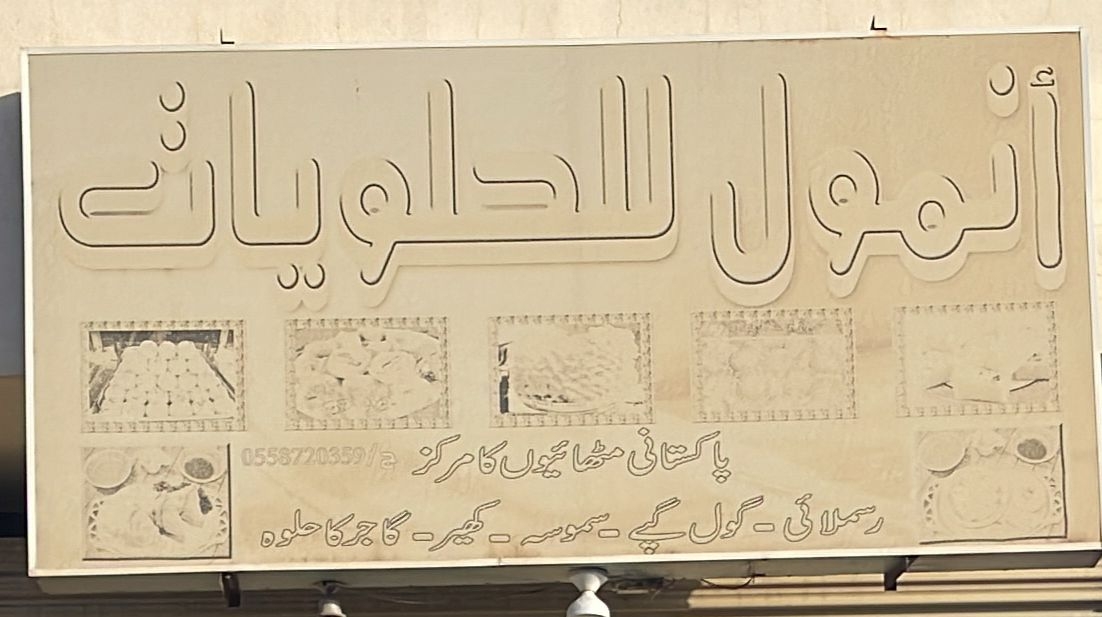 أنمول للحلويات
پاکستانی مٹھائیوں کا مرکز ج/0558720359
رسملائی - گول گپے - سموسہ - کھیر - گاجر کا حلوہ